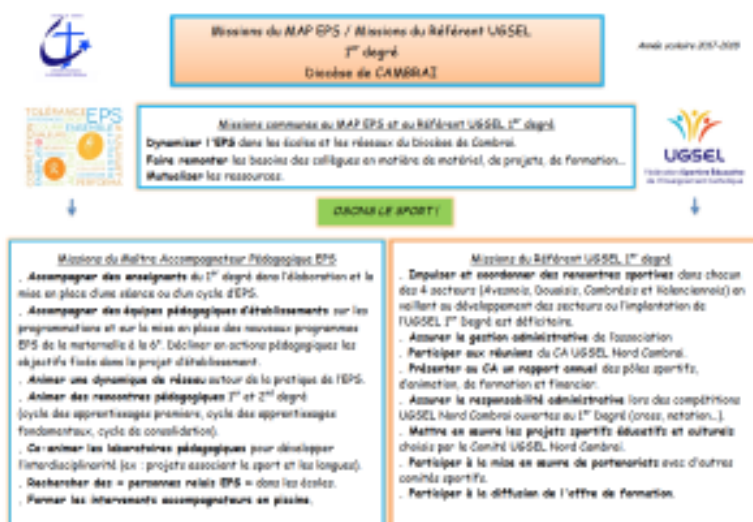 Missions du MAP EPS / Missions du Référent UGSEL
1er degré
Diocèse de CAMBRAI
Année scolaire 2017-2018
TOLÉRANCE EPS
ENSEMBLE
UGSEL
Fédération Sportive Éducative
de l'Enseignement Catholique
Missions communes au MAP EPS et au Référent UGSEL 1er degré
Dynamiser l'EPS dans les écoles et les réseaux du Diocèse de Cambrai.
Faire remonter les besoins des collègues en matière de matériel, de projets, de formation...
Mutualiser les ressources.
OSONS LE SPORT !
Missions du Maître Accompagnateur Pédagogique EPS
. Accompagner des enseignants du 1er degré dans l'élaboration et la
mise en place d'une séance ou d'un cycle d'EPS.
. Accompagner des équipes pédagogiques d'établissements sur les
programmations et sur la mise en place des nouveaux programmes
EPS de la maternelle à la 6e. Décliner en actions pédagogiques les
objectifs fixés dans le projet d'établissement.
. Animer une dynamique de réseau autour de la pratique de l'EPS.
. Animer des rencontres pédagogiques 1er et 2nd degré
(cycle des apprentissages premiers, cycle des apprentissages
fondamentaux, cycle de consolidation).
. Co-animer les laboratoires pédagogiques pour développer
l'interdisciplinarité (ex : projets associant le sport et les langues).
. Rechercher des « personnes relais EPS » dans les écoles.
. Former les intervenants accompagnateurs en piscine.
Missions du Référent UGSEL 1er degré
. Impulser et coordonner des rencontres sportives dans chacun
des 4 secteurs (Avesnois, Douaisis, Cambrésis et Valenciennois) en
veillant au développement des secteurs ou l'implantation de
l'UGSEL 1er Degré est déficitaire.
. Assurer la gestion administrative de l'association
. Participer aux réunions du CA UGSEL Nord Cambrai.
. Présenter au CA un rapport annuel des pôles sportifs,
d'animation, de formation et financier.
. Assurer la responsabilité administrative lors des compétitions
UGSEL Nord Cambrai ouvertes au 1er Degré (cross, natation...).
. Mettre en œuvre les projets sportifs éducatifs et culturels
choisis par le Comité UGSEL Nord Cambrai.
. Participer à la mise en œuvre de partenariats avec d'autres
comités sportifs.
. Participer à la diffusion de l'offre de formation.